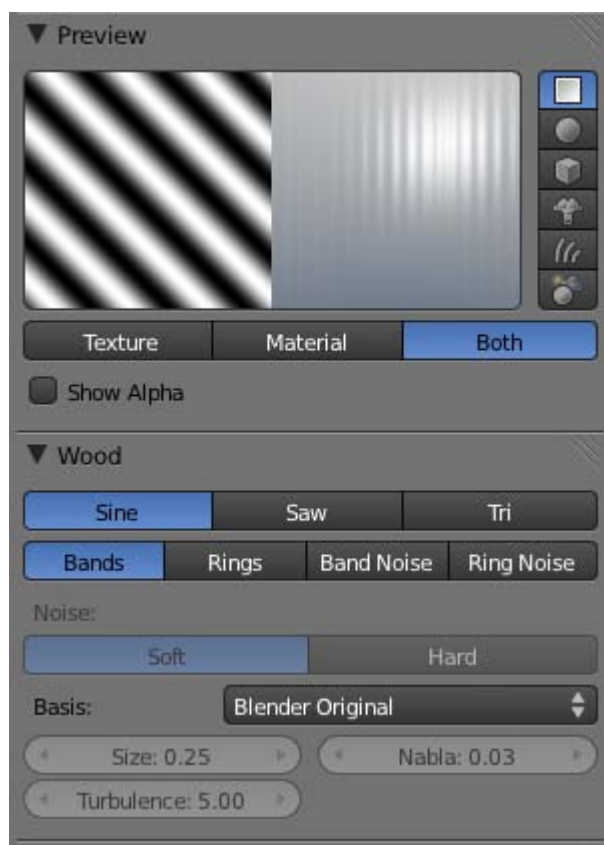 Preview
Texture Material Both
Show Alpha
Wood
Sine Saw Tri
Bands Rings Band Noise Ring Noise
Noise:
Soft Hard
Basis: Blender Original
Size: 0.25 Nabla: 0.03
Turbulence: 5.00